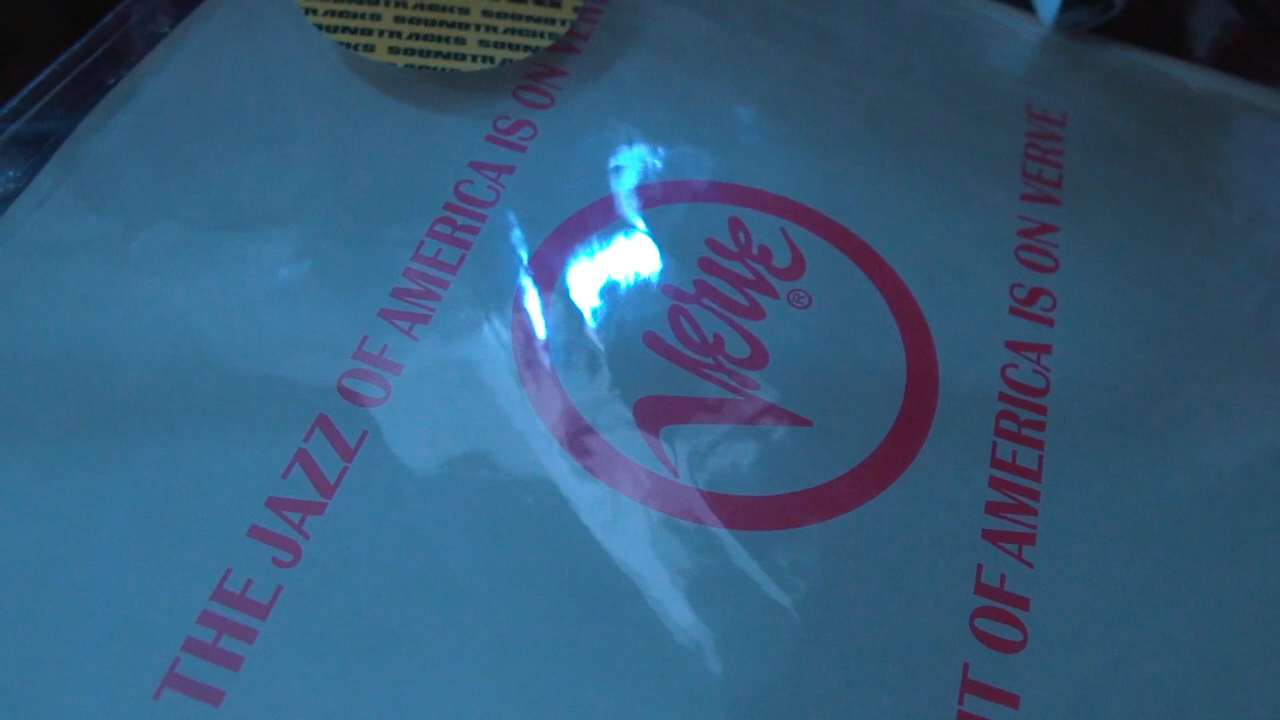 SOUNDTRACKS SOUNDTRACKS
THE JAZZ OF AMERICA IS ON VERVE
Verve®
OF AMERICA IS ON VERVE